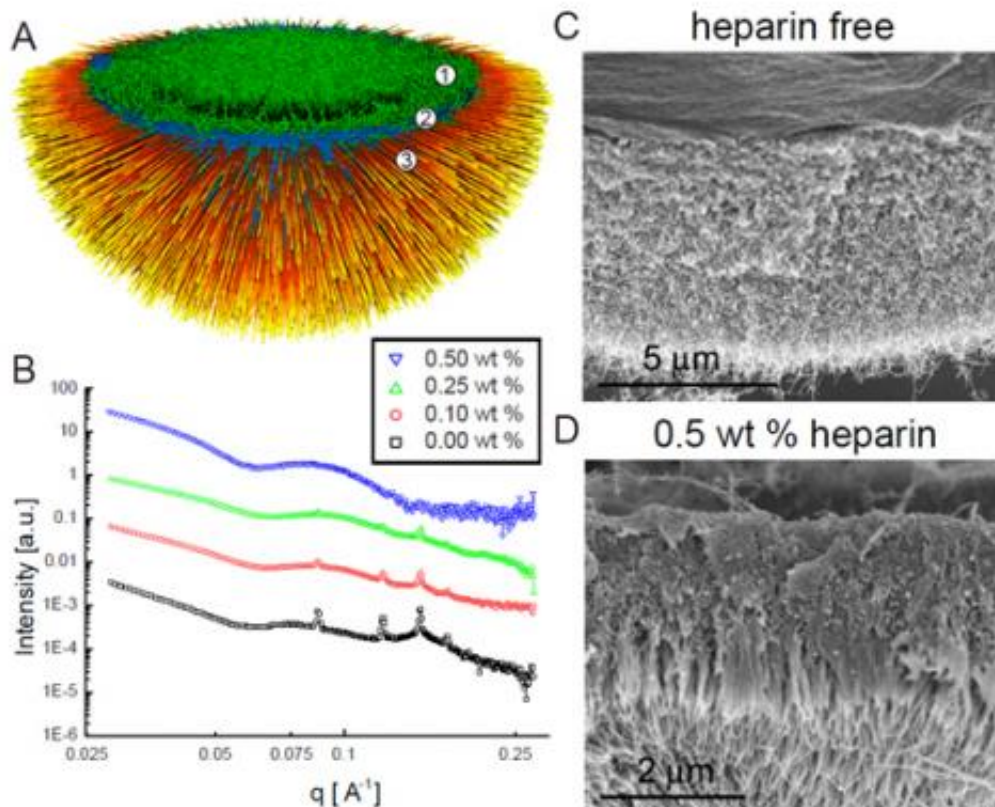 A
1
2
3
B
0.50 wt %
0.25 wt %
0.10 wt %
0.00 wt %
100
10
1
0.1
0.01
1E-3
1E-4
1E-5
1E-6
Intensity [a.u.]
0.025
0.05
0.075
0.1
0.25
q [ A⁻¹]
C
heparin free
5 µm
D
0.5 wt % heparin
2 µm